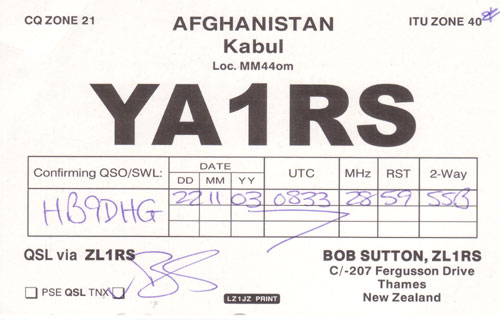 CQ ZONE 21
AFGHANISTAN
ITU ZONE 40
Kabul
Loc. MM44om
YA1RS
Confirming QSO/SWL: DATE UTC MHz RST 2-Way
DD MM YY
HB9DHG 22 11 03 0833 28 59 SSB
QSL via ZL1RS
BOB SUTTON, ZL1RS
C/-207 Fergusson Drive
Thames
New Zealand
PSE QSL TNX
LZ1JZ PRINT